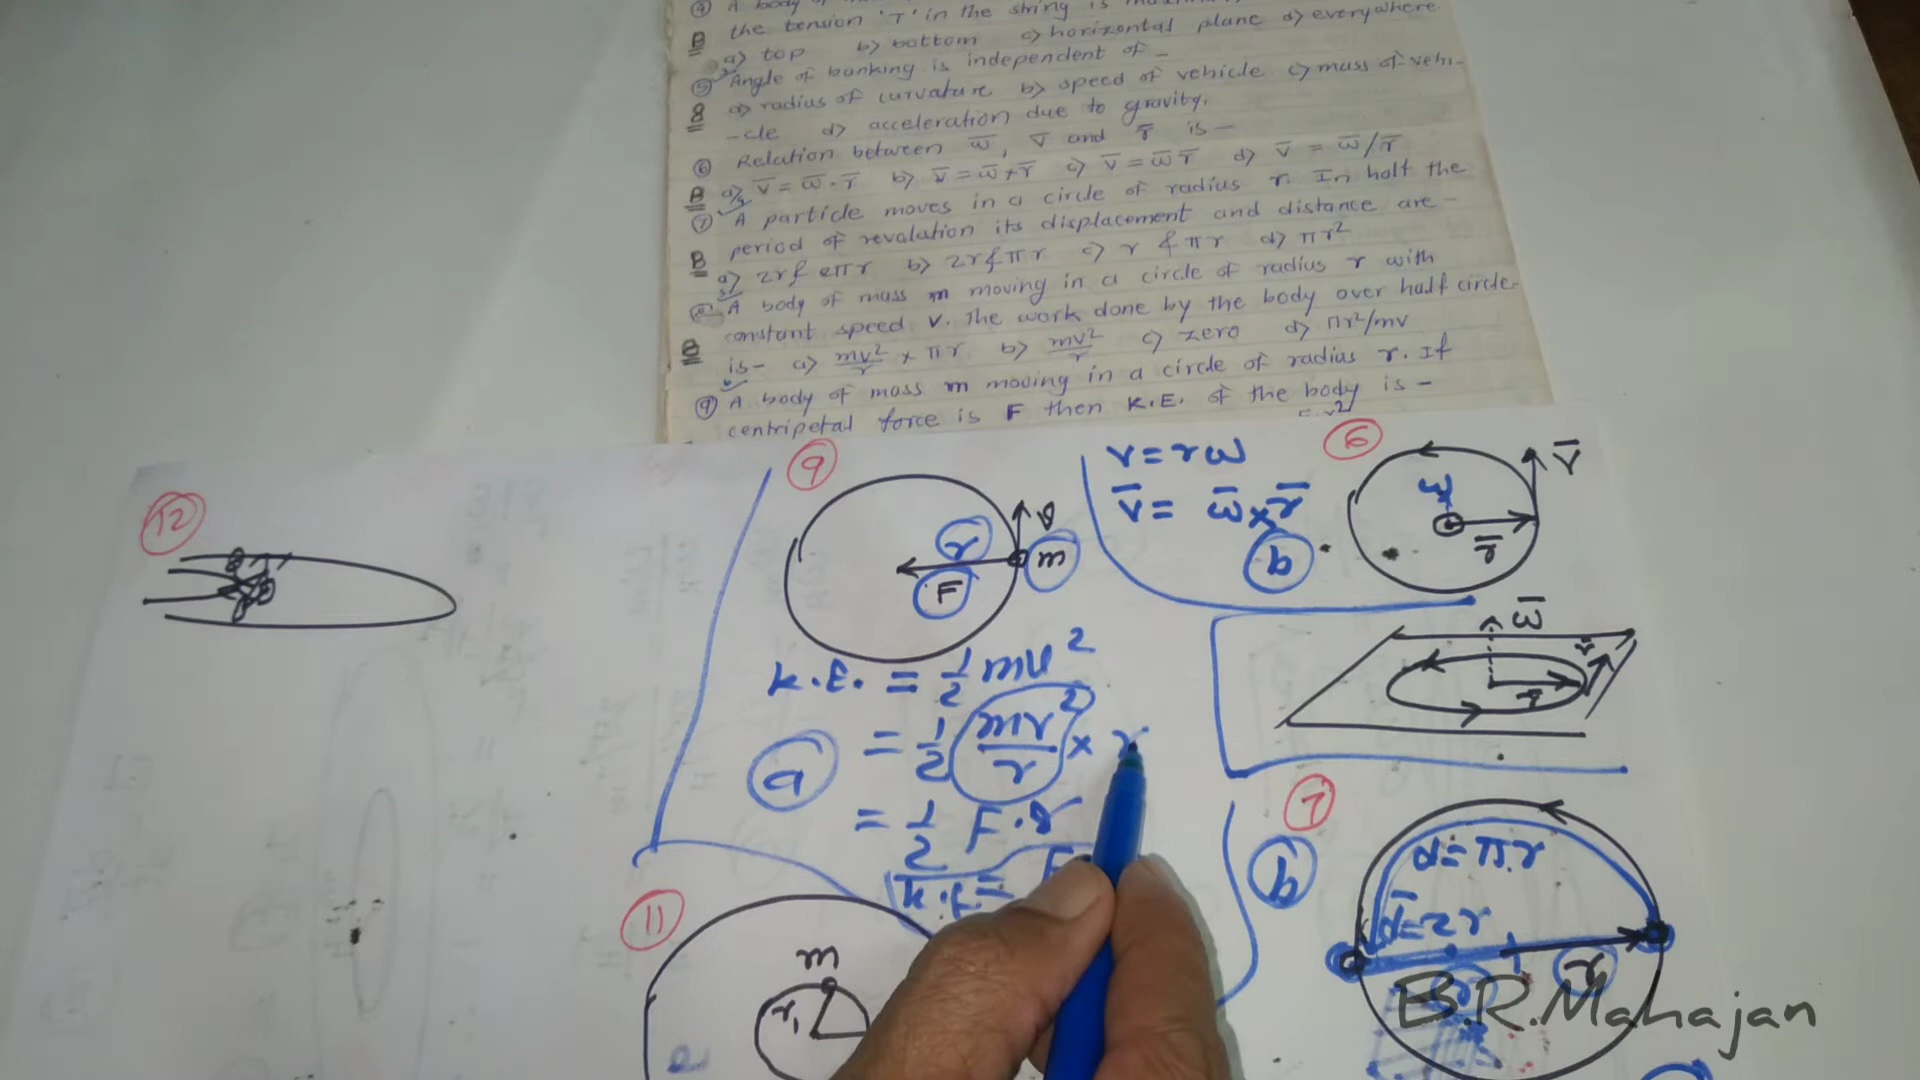 ④ A body of
the tension 'T' in the string is
B a) top b) bottom c) horizontal plane d) everywhere
⑤ Angle of banking is independent of -
B a) radius of curvature b) speed of vehicle c) mass of vehi-
-cle d) acceleration due to gravity.
⑥ Relation between ω̅, v̅ and r̅ is -
B a) v̅ = ω̅ · r̅ b) v̅ = ω̅ × r̅ c) v̅ = ω̅ r̅ d) v̅ = ω̅/r̅
⑦ A particle moves in a circle of radius r. In half the
period of revalation its displacement and distance are -
B a) 2r & 2πr b) 2r & πr c) r & πr d) πr²
⑧ A body of mass m moving in a circle of radius r with
constant speed v. The work done by the body over half circle
B is - a) mv²/r × πr b) mv²/r c) zero d) πr²/mv
⑨ A body of mass m moving in a circle of radius r. If
centripetal force is F then K.E. of the body is -
⑨
r
v
m
F
K.E. = 1/2 mv²
= 1/2 mv²/r × r
a
= 1/2 F·r
K.E =
v = rω
v̅ = ω̅ × r̅
b
⑥
v̅
ω
r̅
ω̅
v̅
r̅
⑦
b
d = πr
d̅ = 2r
r
r
⑫
⑪
m
r₁
B.R.Mahajan